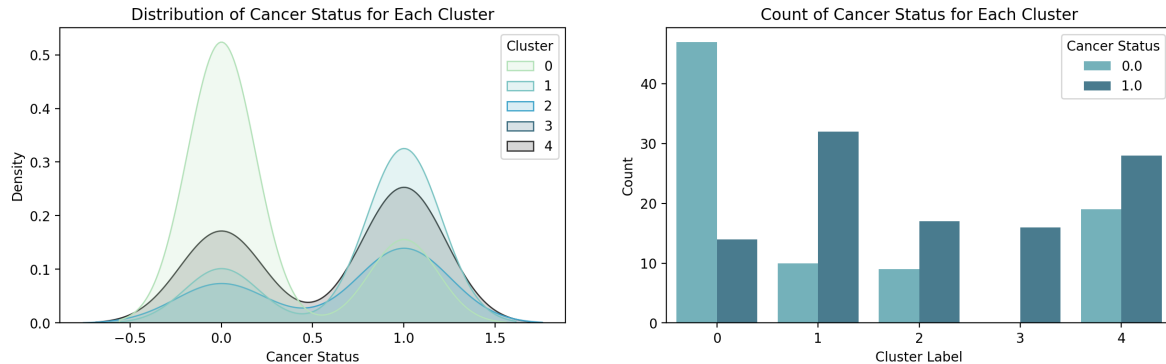 Distribution of Cancer Status for Each Cluster
Density
0.5
0.4
0.3
0.2
0.1
0.0
−0.5 0.0 0.5 1.0 1.5
Cancer Status
Cluster
0
1
2
3
4
Count of Cancer Status for Each Cluster
Count
40
30
20
10
0
0 1 2 3 4
Cluster Label
Cancer Status
0.0
1.0